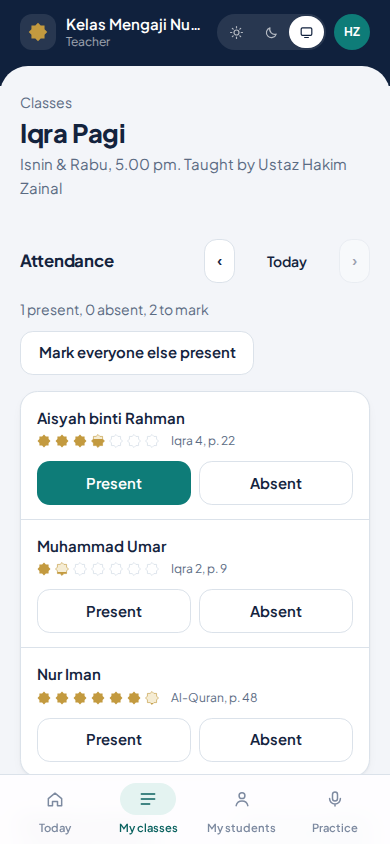 Kelas Mengaji Nu...
Teacher
HZ
Classes
Iqra Pagi
Isnin & Rabu, 5.00 pm. Taught by Ustaz Hakim
Zainal
Attendance
‹
Today
›
1 present, 0 absent, 2 to mark
Mark everyone else present
Aisyah binti Rahman
Iqra 4, p. 22
Present
Absent
Muhammad Umar
Iqra 2, p. 9
Present
Absent
Nur Iman
Al-Quran, p. 48
Present
Absent
Today
My classes
My students
Practice